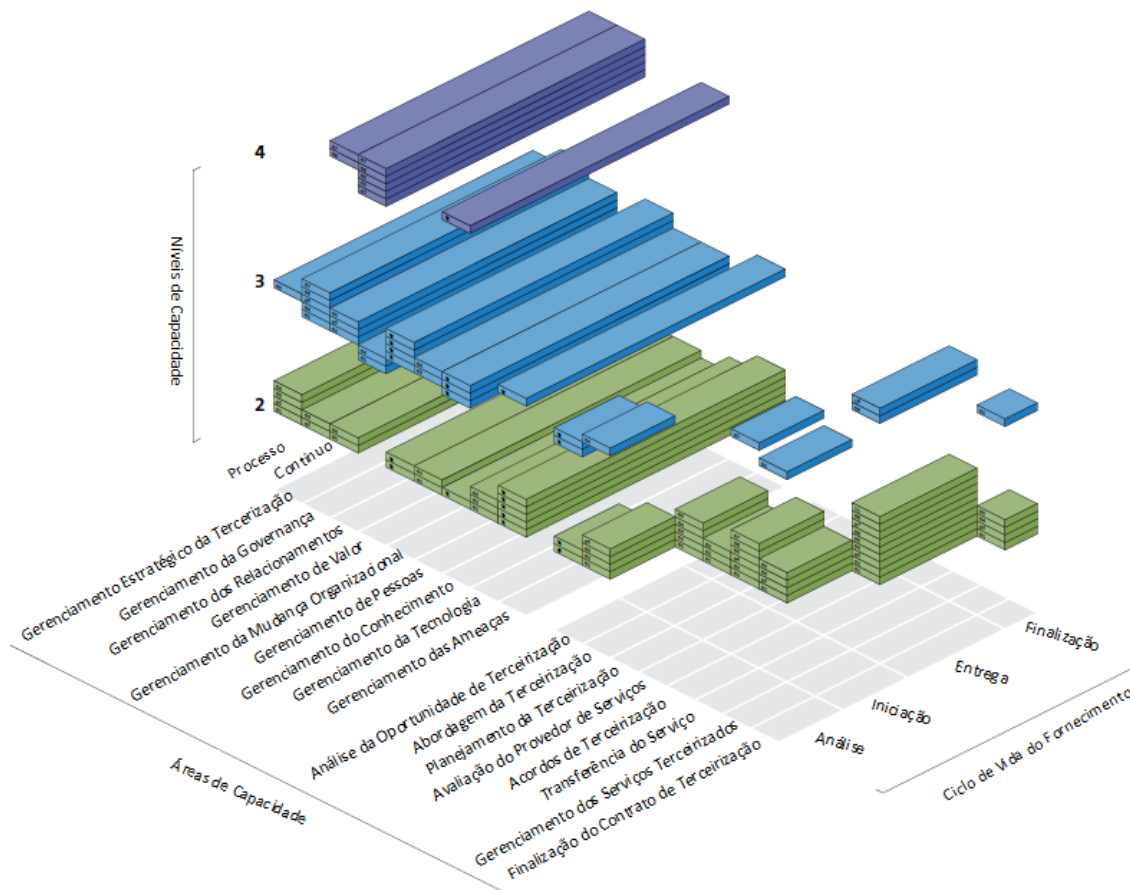 4
3
2
Níveis de Capacidade
Processo
Contínuo
Gerenciamento Estratégico da Tercerização
Gerenciamento da Governança
Gerenciamento dos Relacionamentos
Gerenciamento de Valor
Gerenciamento da Mudança Organizacional
Gerenciamento de Pessoas
Gerenciamento do Conhecimento
Gerenciamento da Tecnologia
Gerenciamento das Ameaças
Análise da Oportunidade de Terceirização
Abordagem da Terceirização
Planejamento da Terceirização
Avaliação do Provedor de Serviços
Acordos de Terceirização
Transferência do Serviço
Gerenciamento dos Serviços Terceirizados
Finalização do Contrato de Terceirização
Áreas de Capacidade
Análise
Iniciação
Entrega
Finalização
Ciclo de Vida do Fornecimento